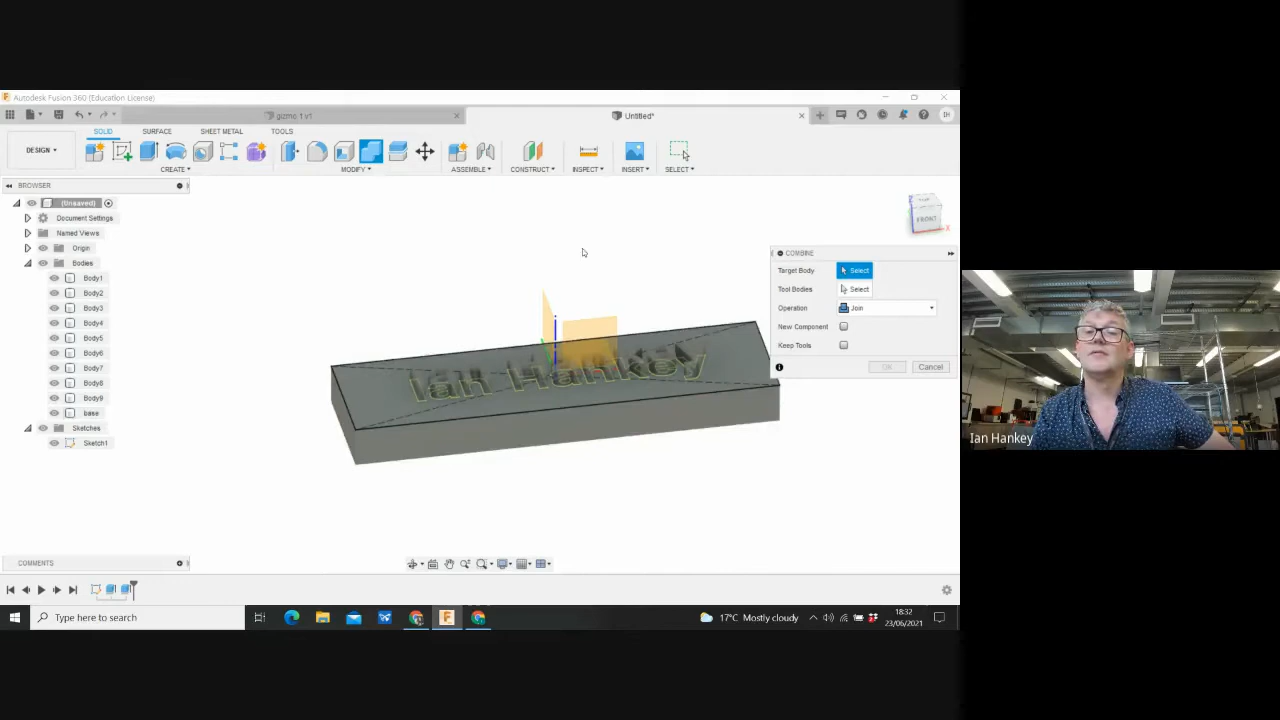 Autodesk Fusion 360 (Education License)
gizmo 1 v1
Untitled*
IH
SOLID
SURFACE
SHEET METAL
TOOLS
DESIGN
CREATE
MODIFY
ASSEMBLE
CONSTRUCT
INSPECT
INSERT
SELECT
BROWSER
(Unsaved)
Document Settings
Named Views
Origin
Bodies
Body1
Body2
Body3
Body4
Body5
Body6
Body7
Body8
Body9
base
Sketches
Sketch1
FRONT
Z
X
COMBINE
Target Body
Select
Tool Bodies
Select
Operation
Join
New Component
Keep Tools
OK
Cancel
Ian Hankey
Ian Hankey
COMMENTS
Type here to search
17°C Mostly cloudy
18:32
23/06/2021